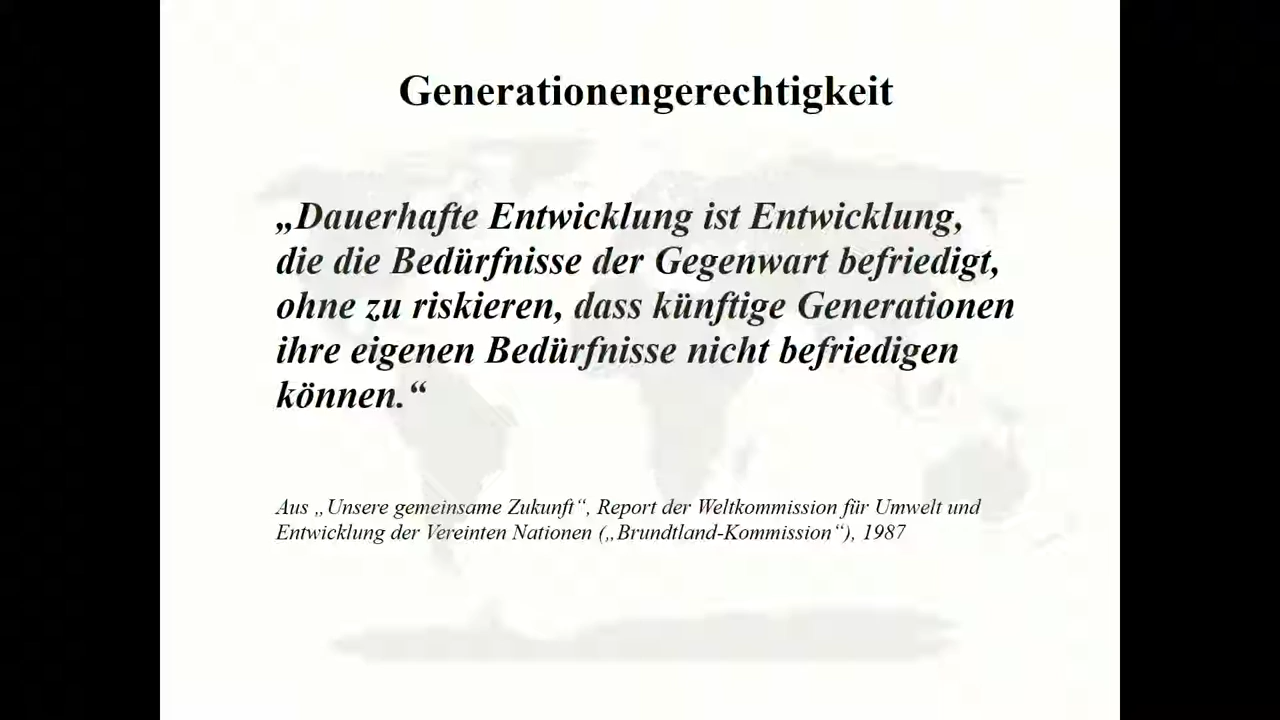 Generationengerechtigkeit
„Dauerhafte Entwicklung ist Entwicklung,
die die Bedürfnisse der Gegenwart befriedigt,
ohne zu riskieren, dass künftige Generationen
ihre eigenen Bedürfnisse nicht befriedigen
können.“
Aus „Unsere gemeinsame Zukunft“, Report der Weltkommission für Umwelt und
Entwicklung der Vereinten Nationen („Brundtland-Kommission“), 1987